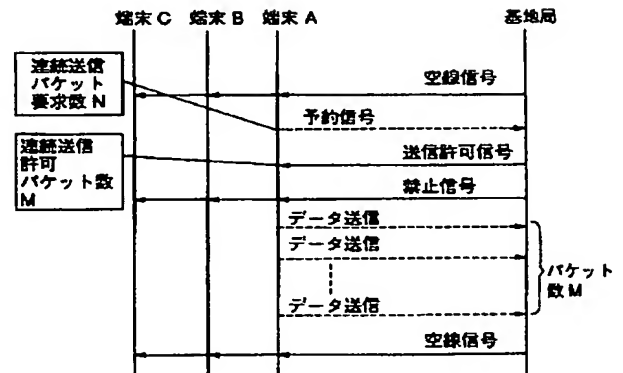 端末C 端末B 端末A 基地局
連続送信
パケット
要求数N
空線信号
予約信号
連続送信
許可
パケット数
M
送信許可信号
禁止信号
データ送信
データ送信
パケット
数M
データ送信
空線信号